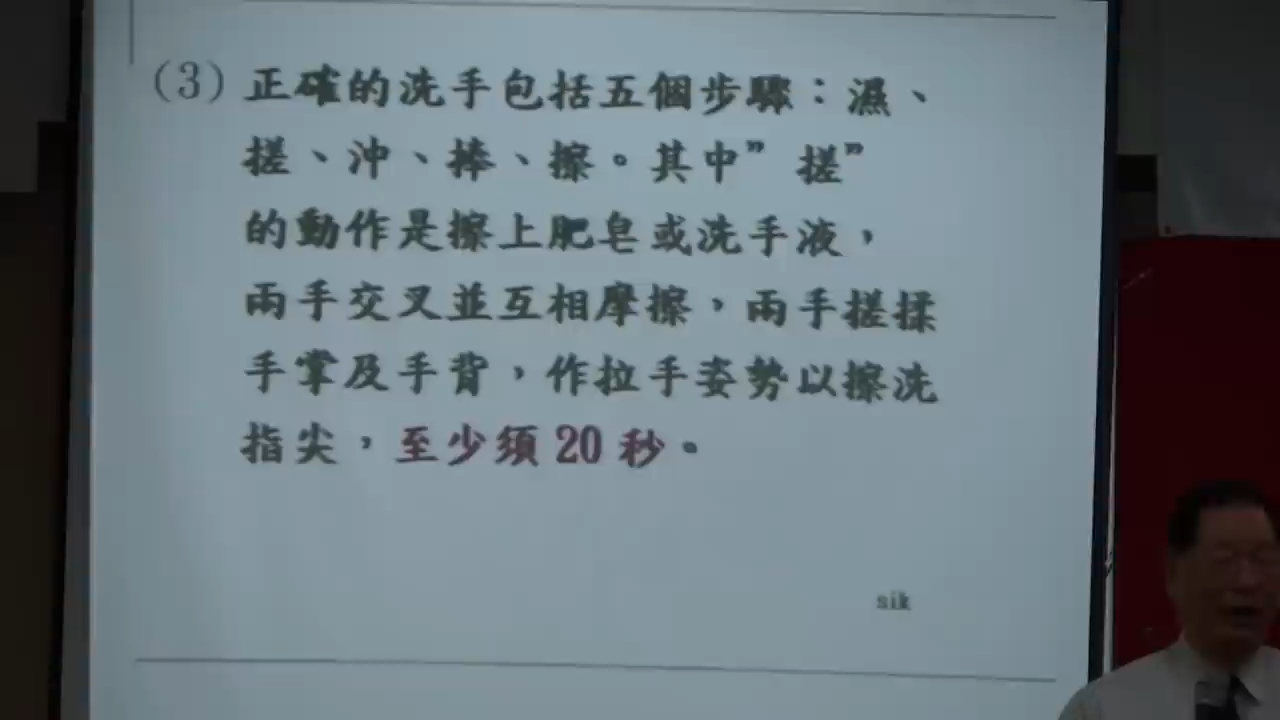 (3) 正確的洗手包括五個步驟：濕、
搓、沖、捧、擦。其中”搓”
的動作是擦上肥皂或洗手液，
兩手交叉並互相摩擦，兩手搓揉
手掌及手背，作拉手姿勢以擦洗
指尖，至少須 20 秒。
sik